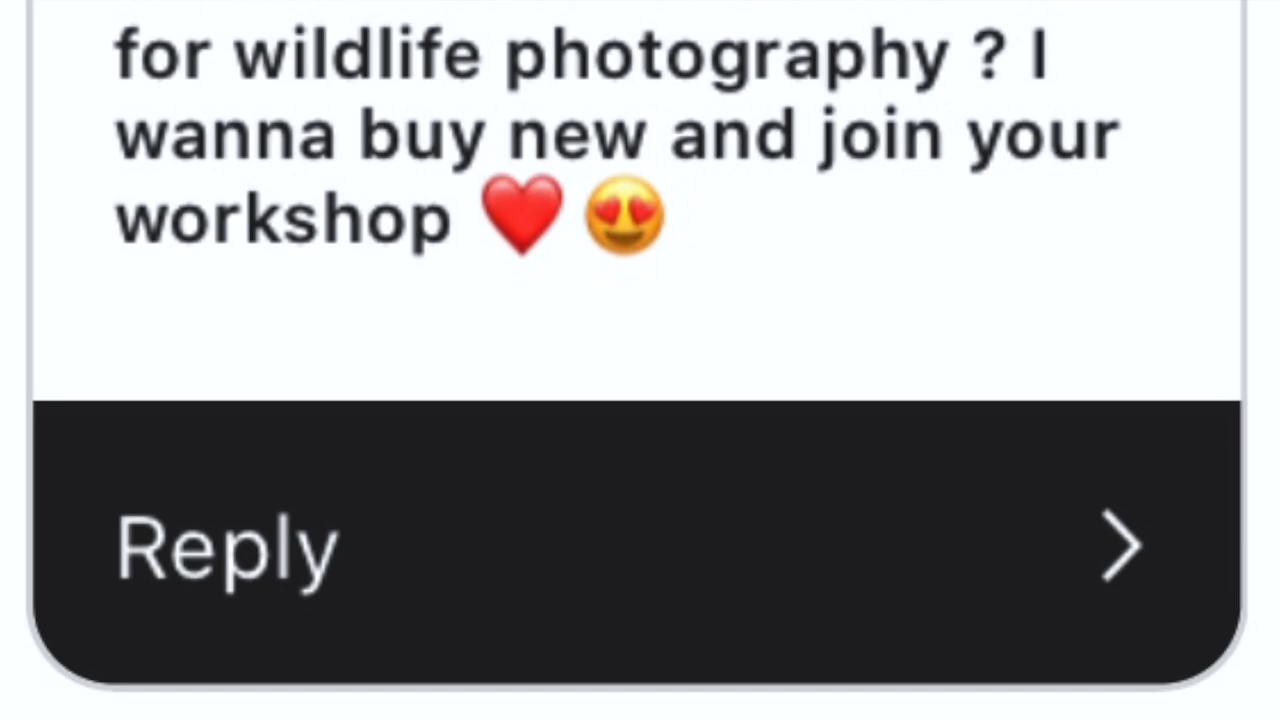 for wildlife photography ? I
wanna buy new and join your
workshop ❤️ 😍
Reply